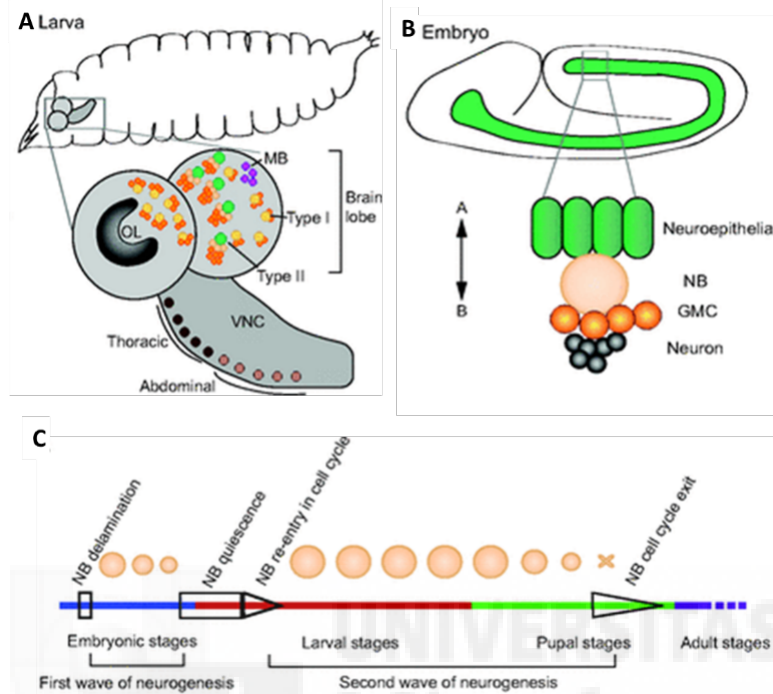 A Larva
MB
OL
Type I
Type II
Brain
lobe
VNC
Thoracic
Abdominal
B Embryo
A
B
Neuroepithelia
NB
GMC
Neuron
C
NB delamination
NB quiescence
NB re-entry in cell cycle
NB cell cycle exit
Embryonic stages
Larval stages
Pupal stages
Adult stages
First wave of neurogenesis
Second wave of neurogenesis
UNIVERSITAS